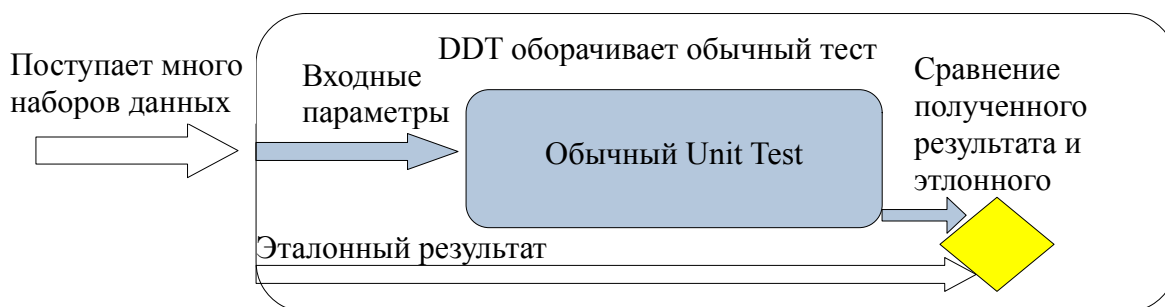 DDT оборачивает обычный тест
Поступает много
наборов данных
Входные
параметры
Обычный Unit Test
Сравнение
полученного
результата и
этлонного
Эталонный результат